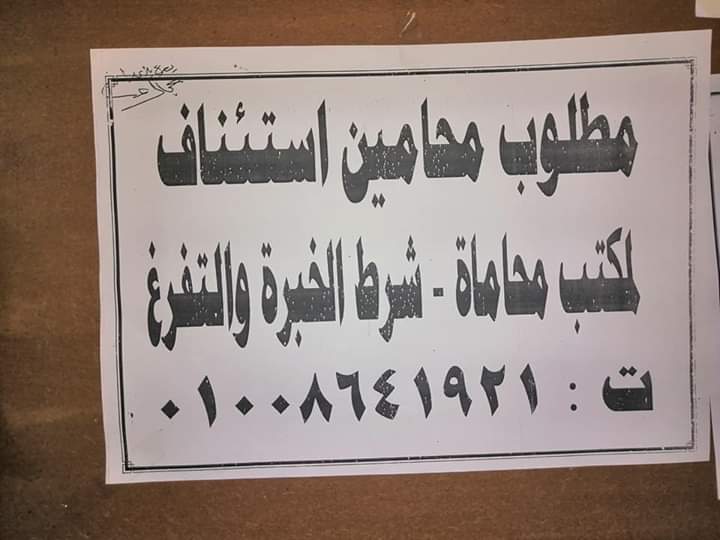 مطلوب محامين استئناف
لمكتب محاماة - شرط الخبرة والتفرغ
ت : ٠١٠٠٨٦٤١٩٢١